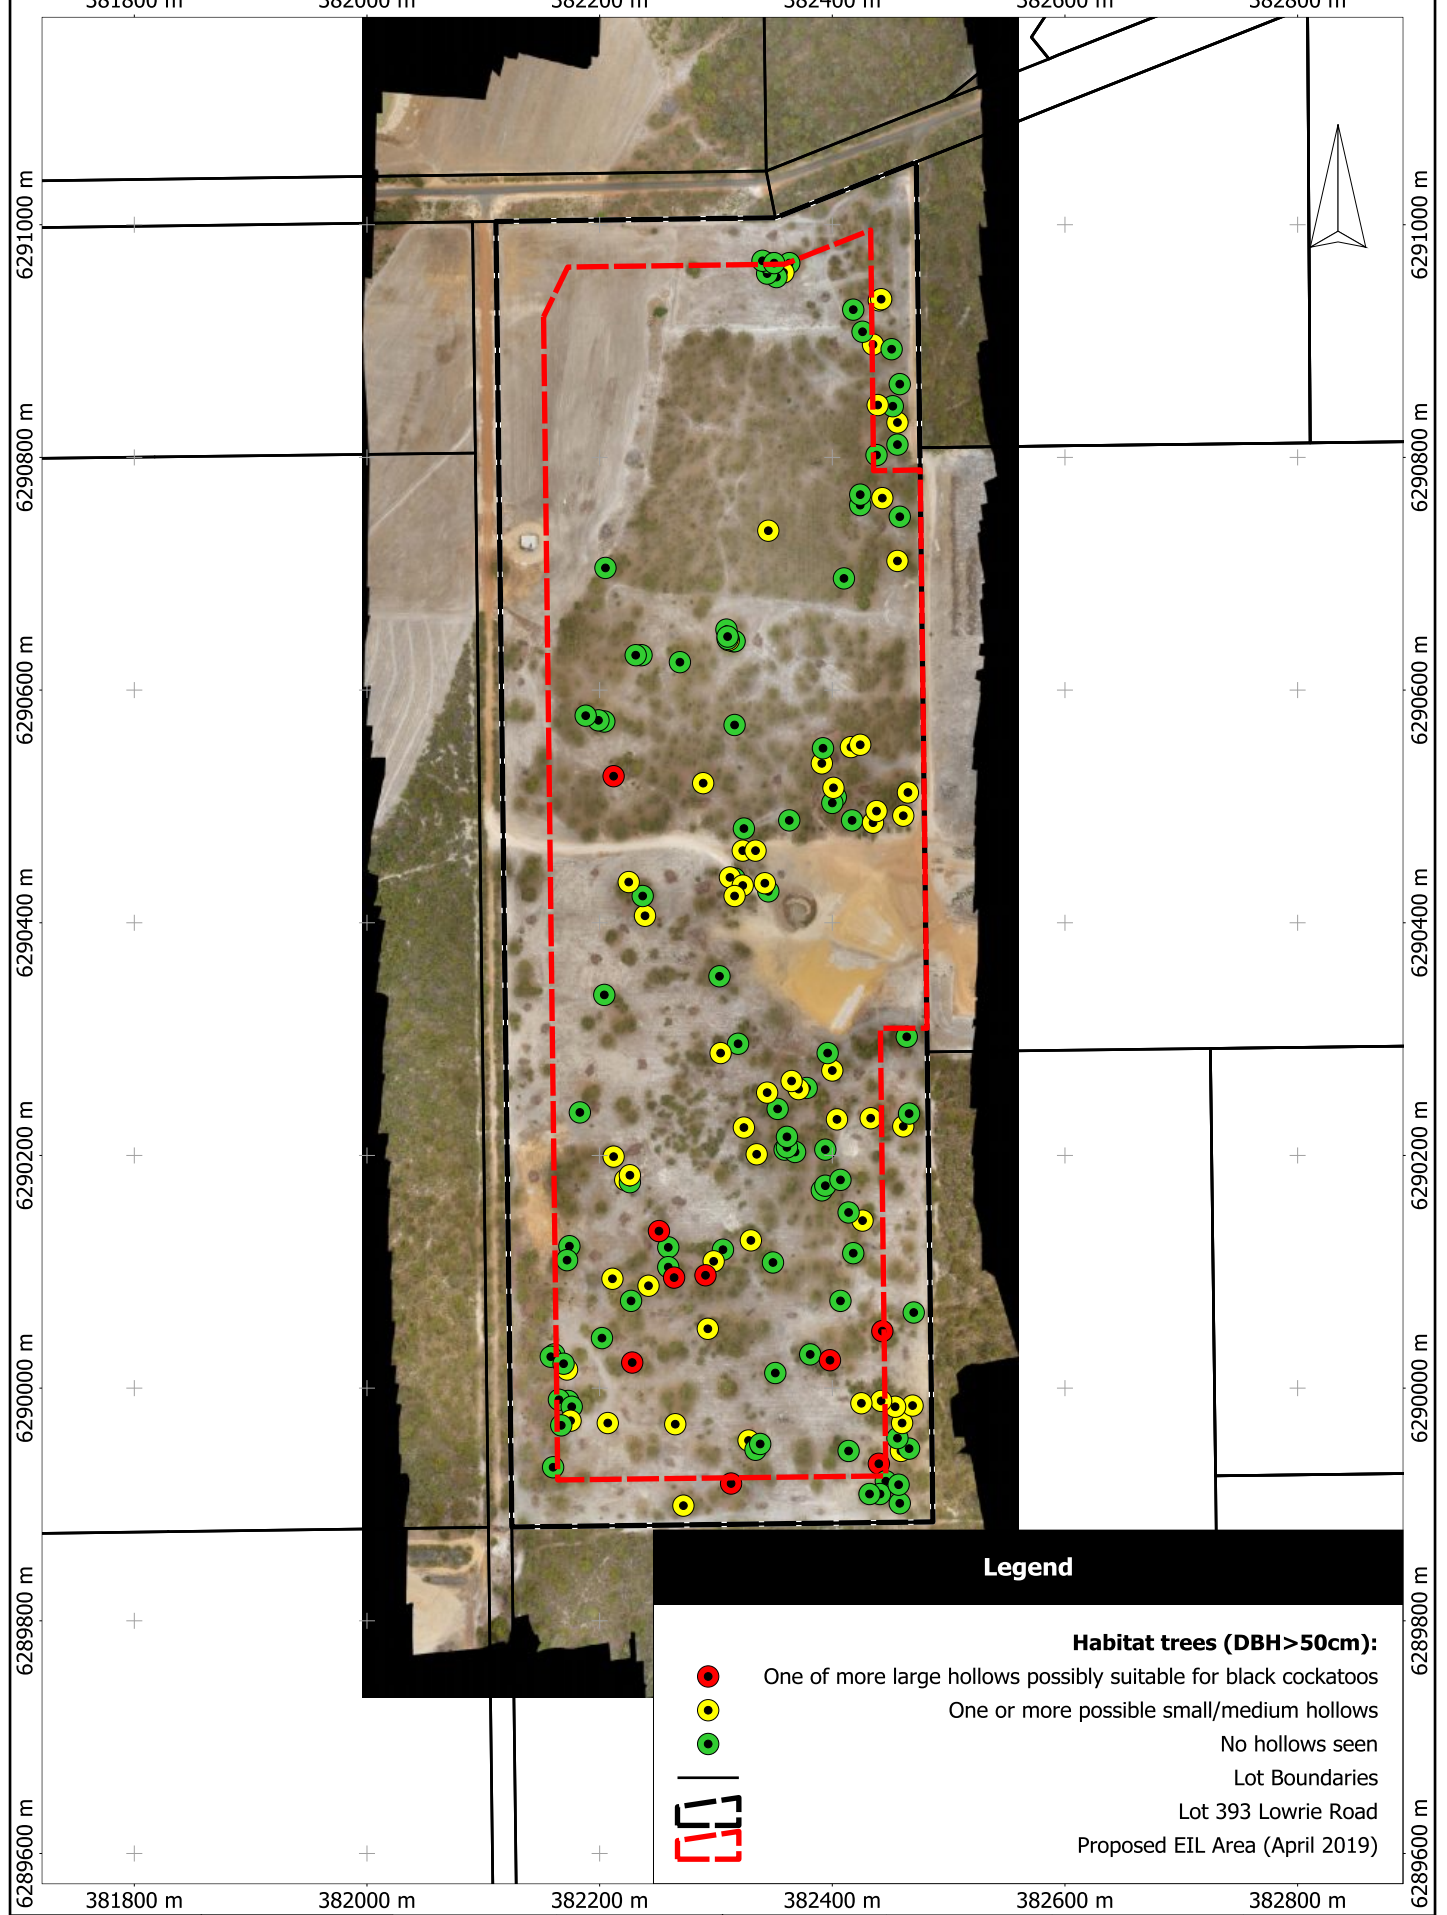 381800 m 382000 m 382200 m 382400 m 382600 m 382800 m
6291000 m 6291000 m
6290800 m 6290800 m
6290600 m 6290600 m
6290400 m 6290400 m
6290200 m 6290200 m
6290000 m 6290000 m
6289800 m 6289800 m
6289600 m 6289600 m
Legend
Habitat trees (DBH>50cm):
One of more large hollows possibly suitable for black cockatoos
One or more possible small/medium hollows
No hollows seen
Lot Boundaries
Lot 393 Lowrie Road
Proposed EIL Area (April 2019)
381800 m 382000 m 382200 m 382400 m 382600 m 382800 m